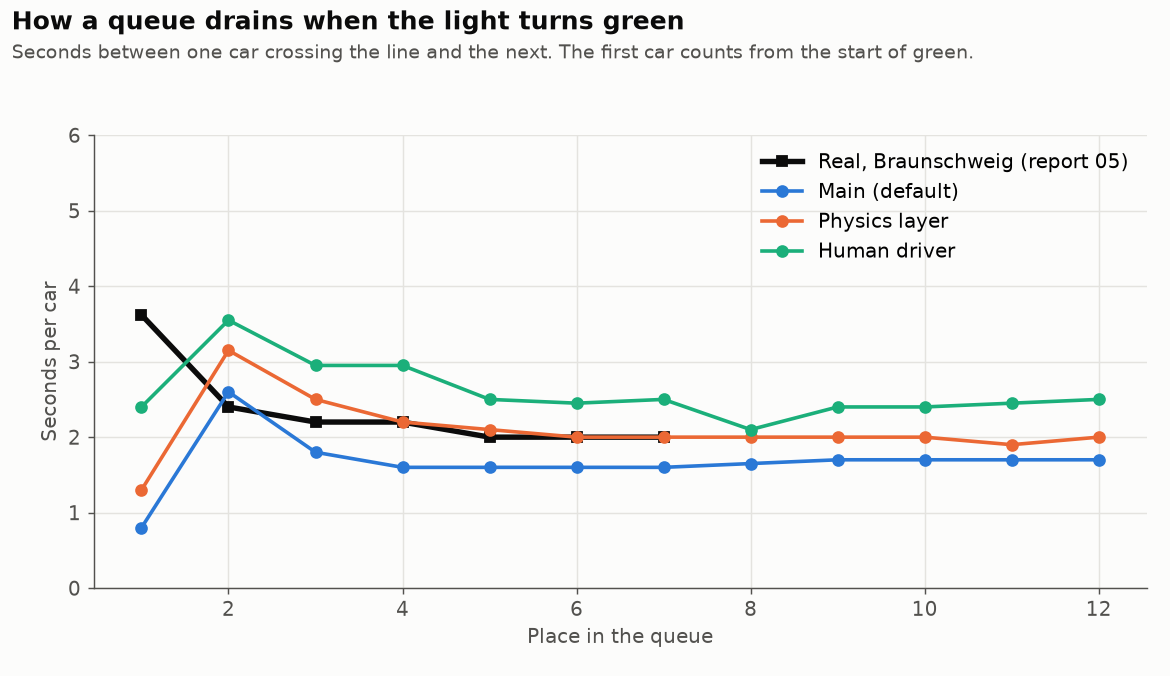 How a queue drains when the light turns green
Seconds between one car crossing the line and the next. The first car counts from the start of green.
Real, Braunschweig (report 05)
Main (default)
Physics layer
Human driver
Seconds per car
6
5
4
3
2
1
0
2
4
6
8
10
12
Place in the queue